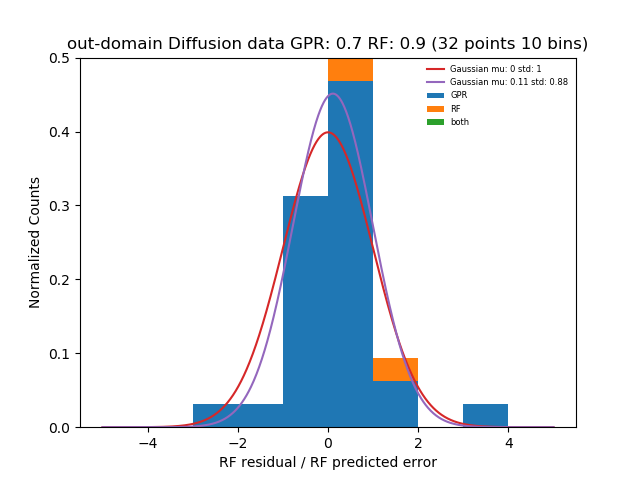 out-domain Diffusion data GPR: 0.7 RF: 0.9 (32 points 10 bins)
Gaussian mu: 0 std: 1
Gaussian mu: 0.11 std: 0.88
GPR
RF
both
Normalized Counts
0.5
0.4
0.3
0.2
0.1
0.0
−4
−2
0
2
4
RF residual / RF predicted error